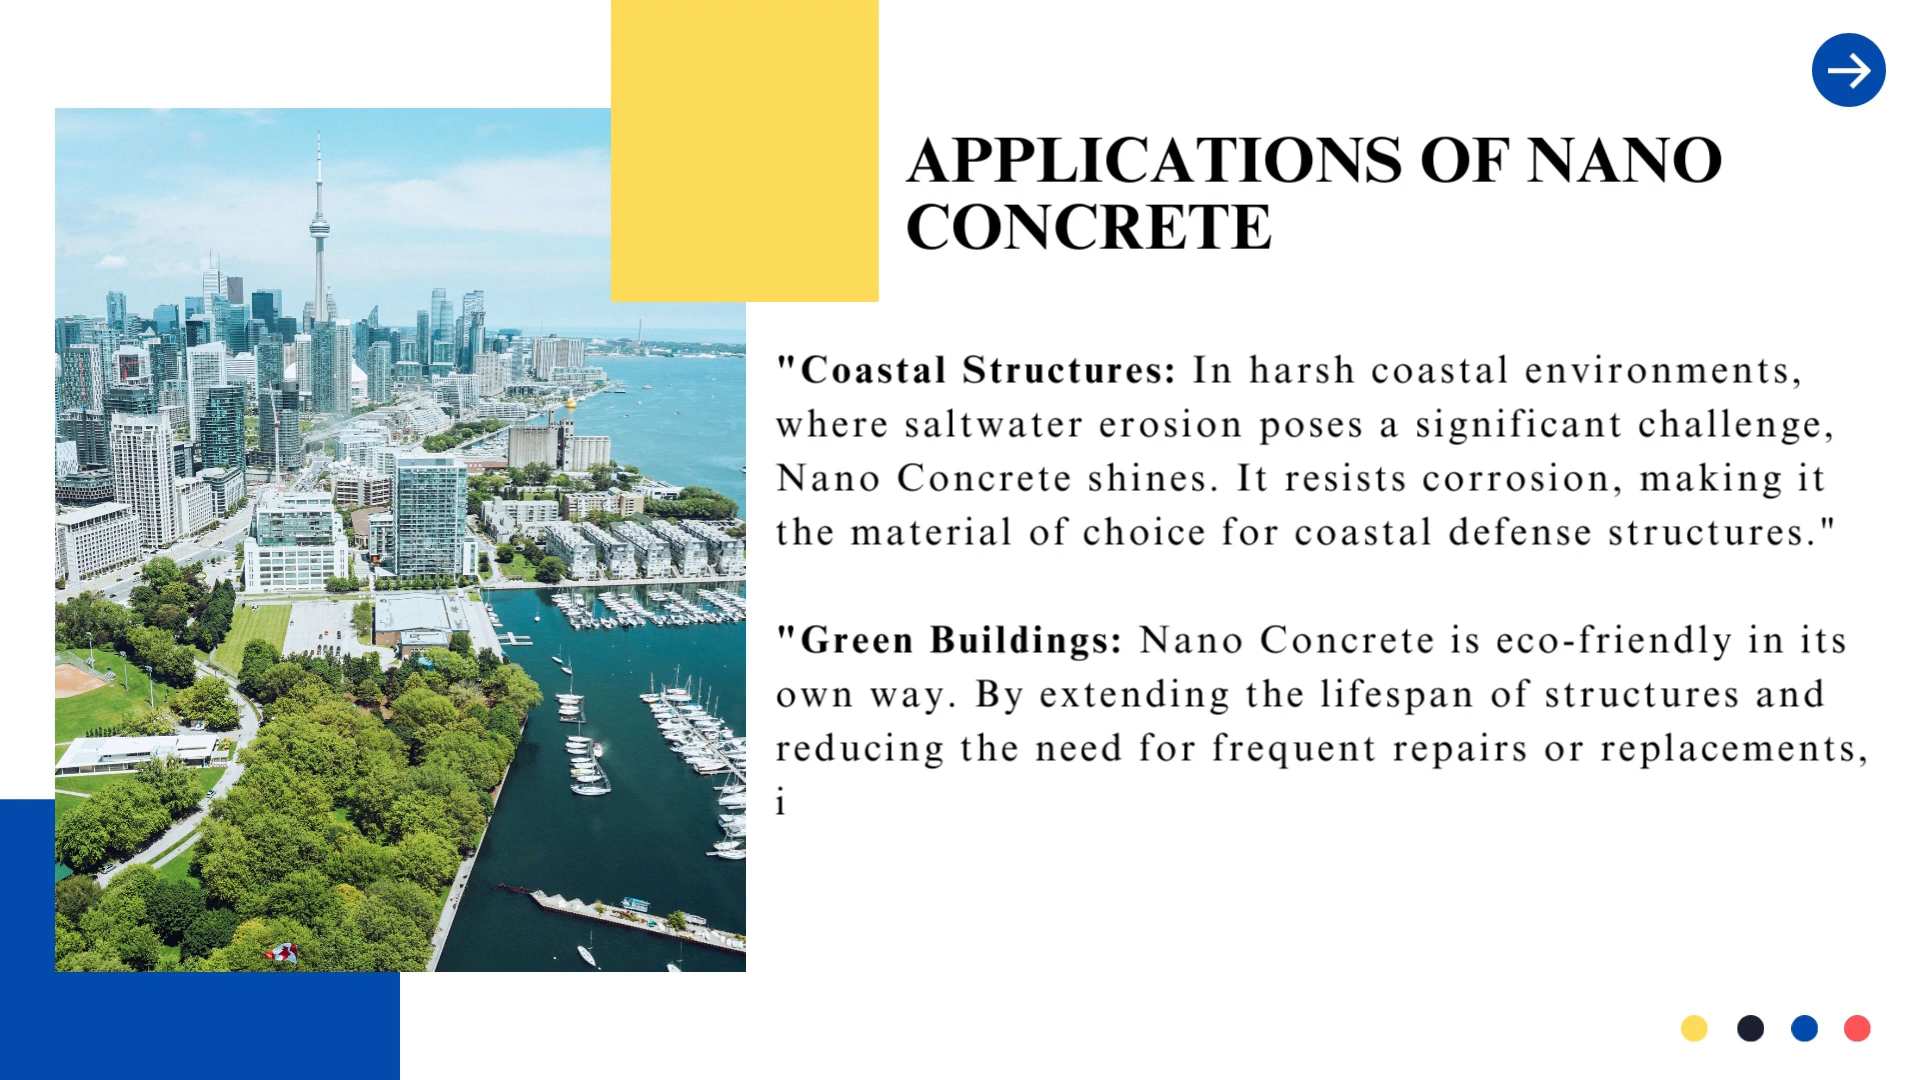 APPLICATIONS OF NANO
CONCRETE
"Coastal Structures: In harsh coastal environments,
where saltwater erosion poses a significant challenge,
Nano Concrete shines. It resists corrosion, making it
the material of choice for coastal defense structures."
"Green Buildings: Nano Concrete is eco-friendly in its
own way. By extending the lifespan of structures and
reducing the need for frequent repairs or replacements,
i